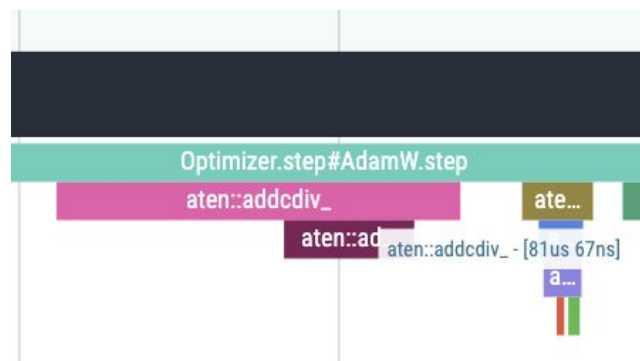 Optimizer.step#AdamW.step
aten::addcdiv_ ate...
aten::ad
aten::addcdiv_ - [81us 67ns]
a...